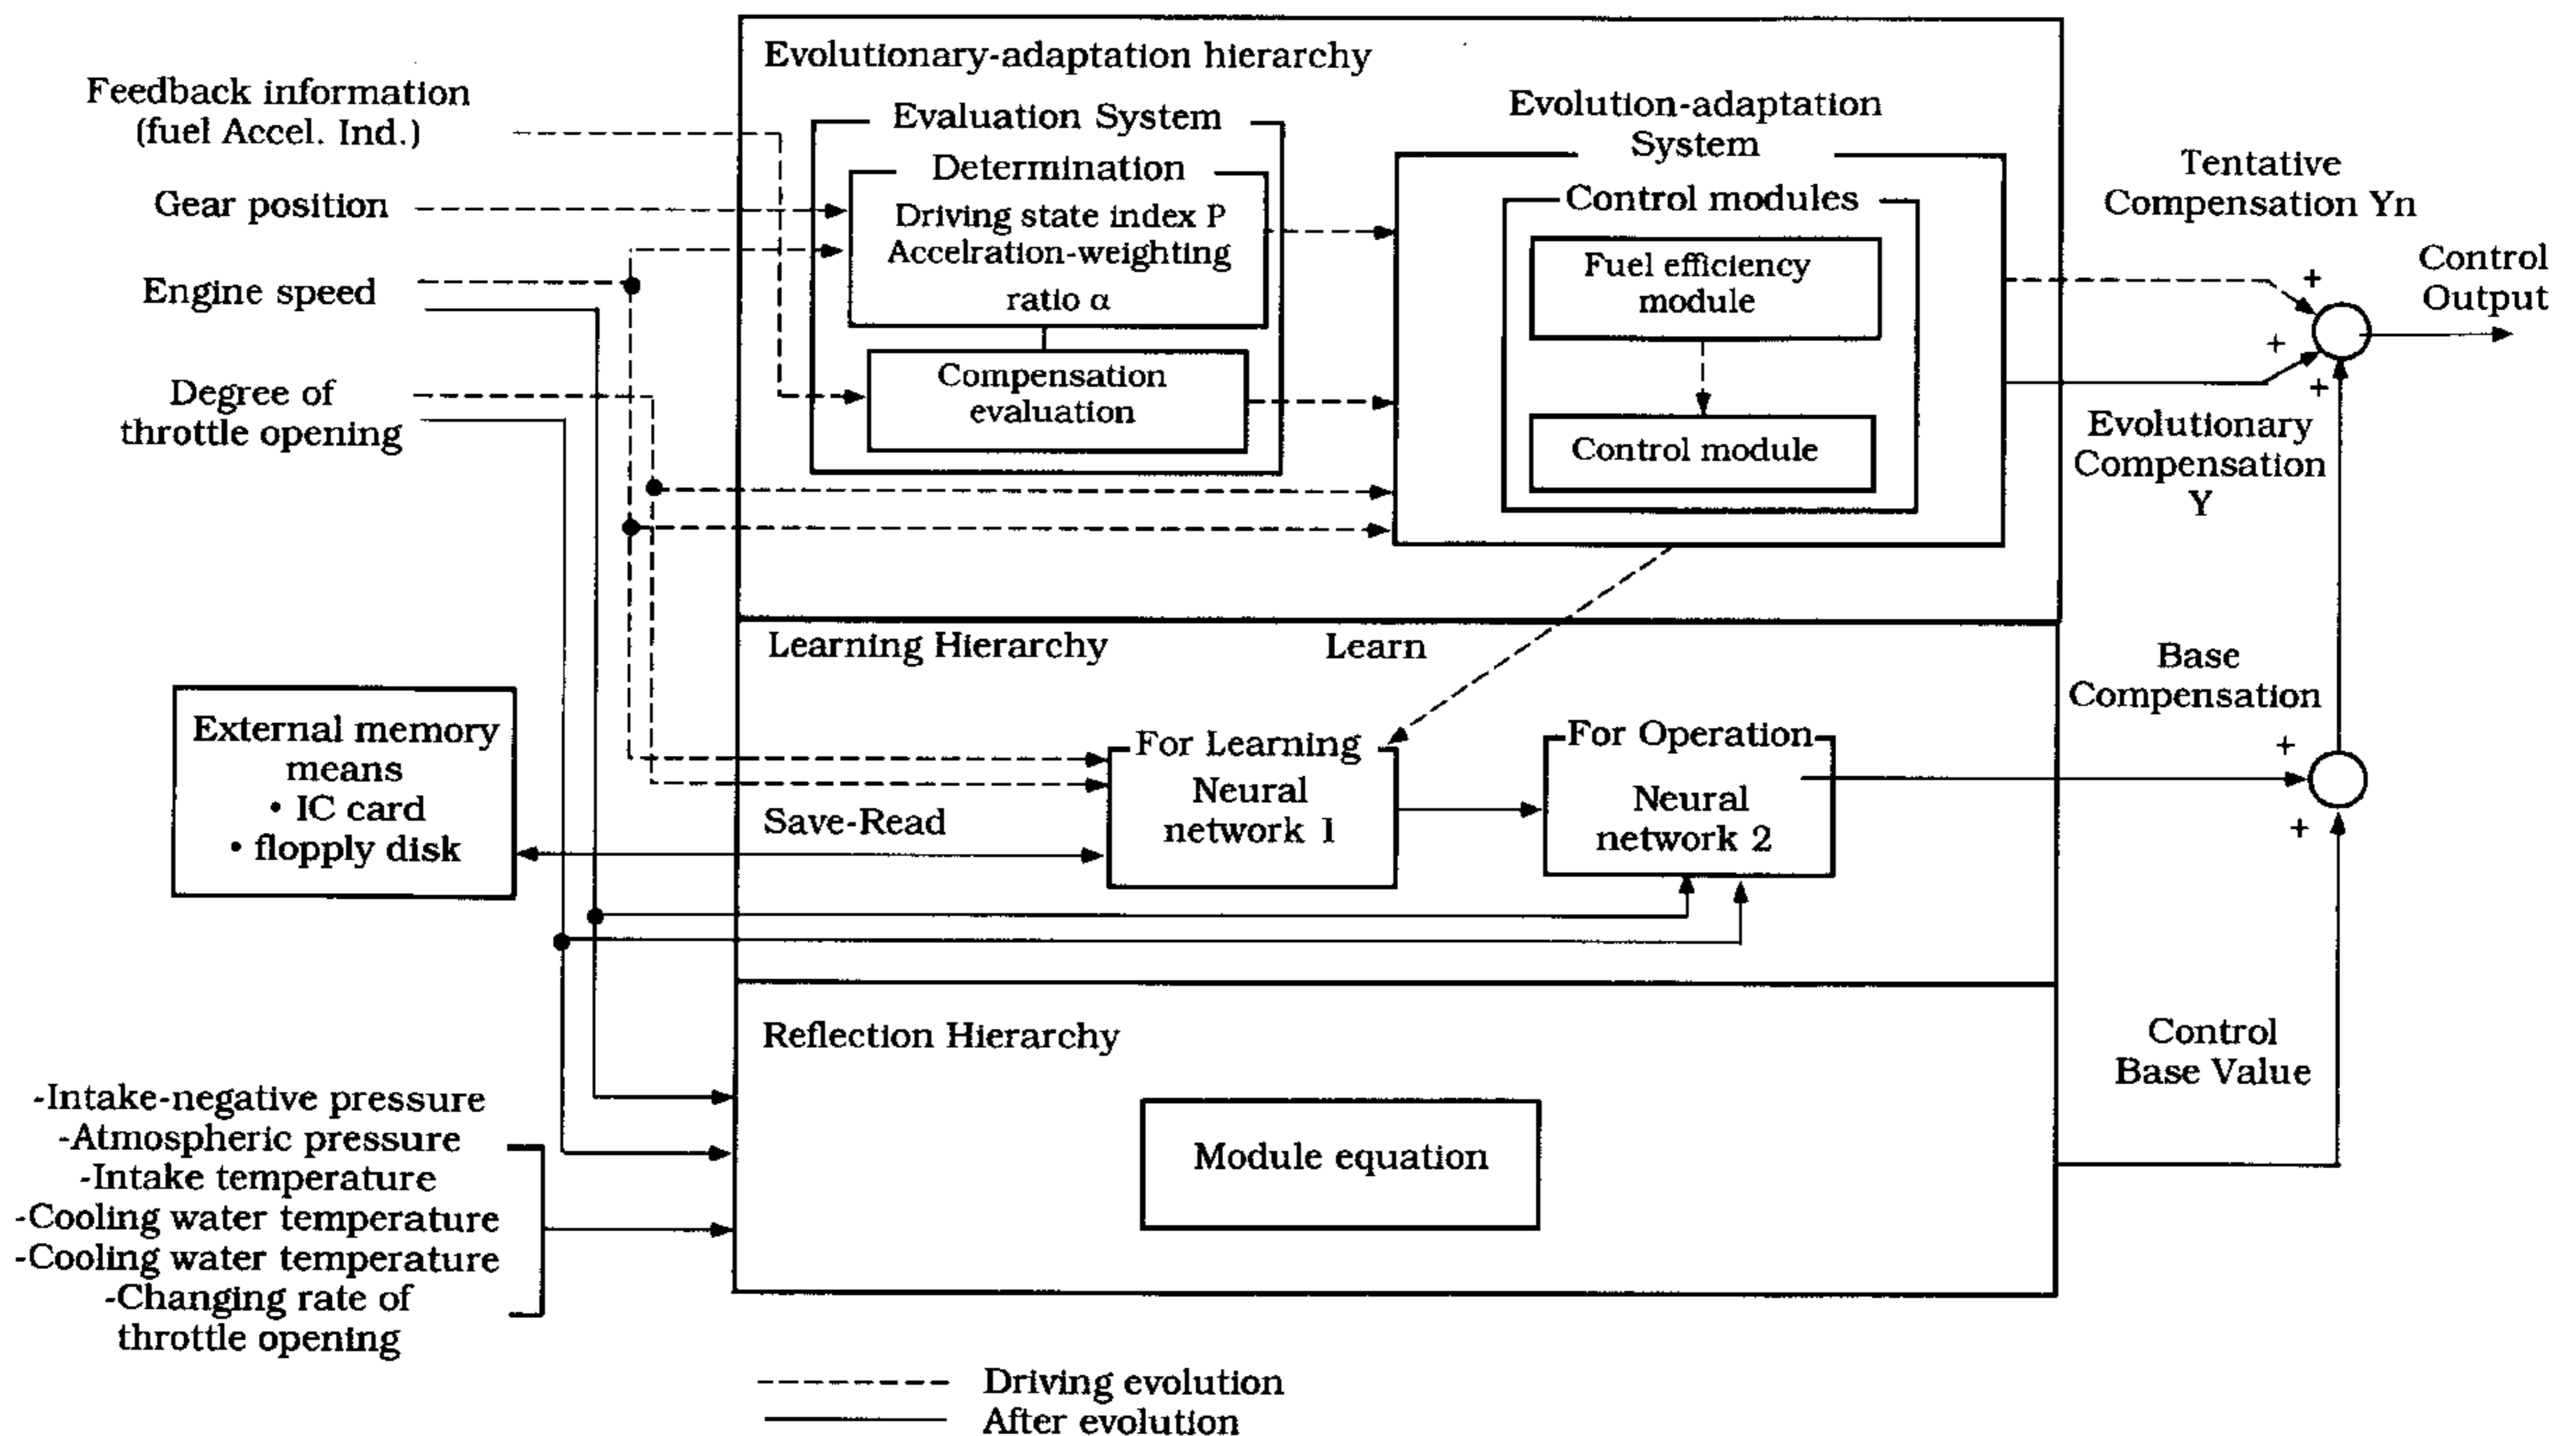 Evolutionary-adaptation hierarchy
Feedback information
(fuel Accel. Ind.)
Gear position
Engine speed
Degree of
throttle opening
Evaluation System
Determination
Driving state index P
Accelration-weighting
ratio α
Compensation
evaluation
Evolution-adaptation
System
Control modules
Fuel efficiency
module
Control module
Tentative
Compensation Yn
+
Control
Output
+
+
Evolutionary
Compensation
Y
Learning Hierarchy
Learn
External memory
means
• IC card
• flopply disk
Save-Read
For Learning
Neural
network 1
For Operation
Neural
network 2
Base
Compensation
+
+
Reflection Hierarchy
Module equation
Control
Base Value
-Intake-negative pressure
-Atmospheric pressure
-Intake temperature
-Cooling water temperature
-Cooling water temperature
-Changing rate of
throttle opening
Driving evolution
After evolution